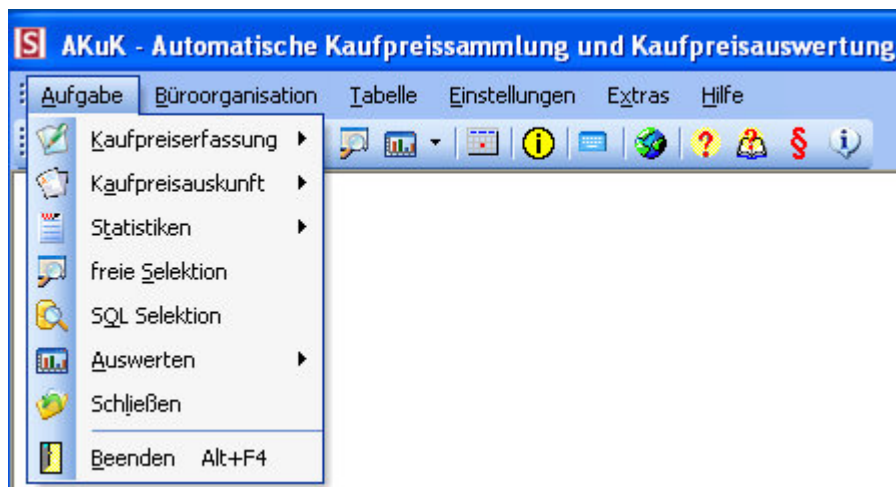 S AKuK - Automatische Kaufpreissammlung und Kaufpreisauswertung
Aufgabe Büroorganisation Tabelle Einstellungen Extras Hilfe
Kaufpreiserfassung
Kaufpreisauskunft
Statistiken
freie Selektion
SQL Selektion
Auswerten
Schließen
Beenden Alt+F4